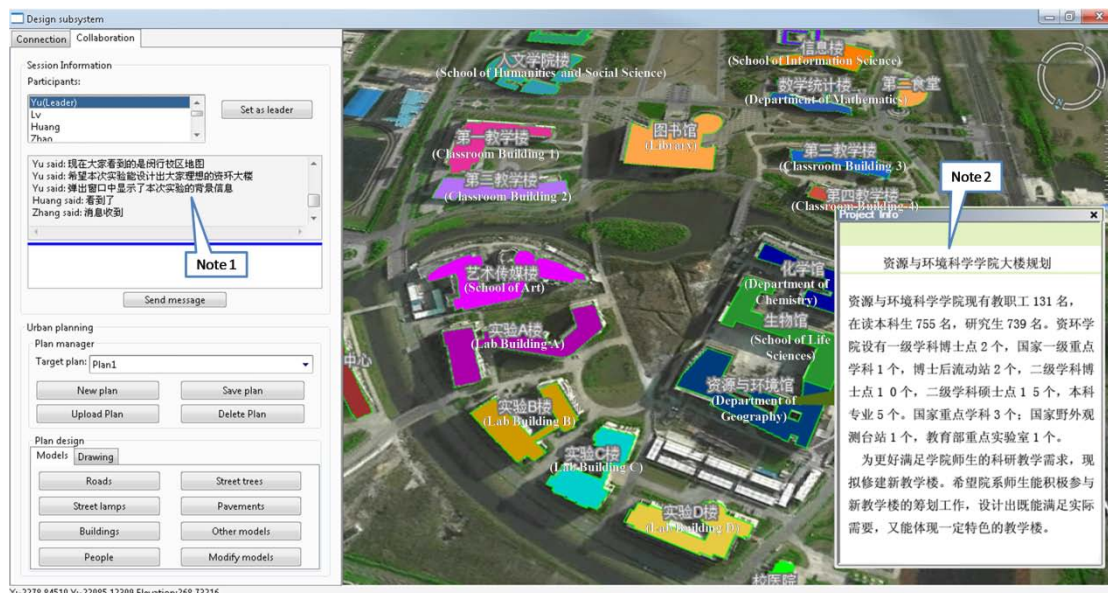 Design subsystem
Connection
Collaboration
Session Information
Participants:
Yu(Leader)
Lv
Huang
Zhao
Set as leader
Yu said: 现在大家看到的是闵行校区地图
Yu said: 希望本次实验能设计出大家理想的资环大楼
Yu said: 弹出窗口中显示了本次实验的背景信息
Huang said: 看到了
Zhang said: 消息收到
Note 1
Send message
Urban planning
Plan manager
Target plan:
Plan1
New plan
Save plan
Upload Plan
Delete Plan
Plan design
Models
Drawing
Roads
Street trees
Street lamps
Pavements
Buildings
Other models
People
Modify models
人文学院楼
(School of Humanities and Social Science)
信息楼
(School of Information Science)
数学统计楼
(Department of Mathematics)
第二食堂
图书馆
(Library)
第一教学楼
(Classroom Building 1)
第三教学楼
(Classroom Building 3)
第二教学楼
(Classroom Building 2)
第四教学楼
(Classroom Building 4)
艺术传媒楼
(School of Art)
化学馆
(Department of
Chemistry)
生物馆
(School of Life
Sciences)
实验A楼
(Lab Building A)
中心
资源与环境馆
(Department of
Geography)
实验B楼
(Lab Building B)
实验C楼
(Lab Building C)
实验D楼
(Lab Building D)
校医院
N
Note 2
Project Info
资源与环境科学学院大楼规划
资源与环境科学学院现有教职工 131 名，
在读本科生 755 名，研究生 739 名。资环学
院设有一级学科博士点 2 个，国家一级重点
学科 1 个，博士后流动站 2 个，二级学科博
士点 1 0 个，二级学科硕士点 1 5 个，本科
专业 5 个。国家重点学科 3 个；国家野外观
测台站 1 个，教育部重点实验室 1 个。
为更好满足学院师生的科研教学需求，现
拟修建新教学楼。希望院系师生能积极参与
新教学楼的筹划工作，设计出既能满足实际
需要，又能体现一定特色的教学楼。